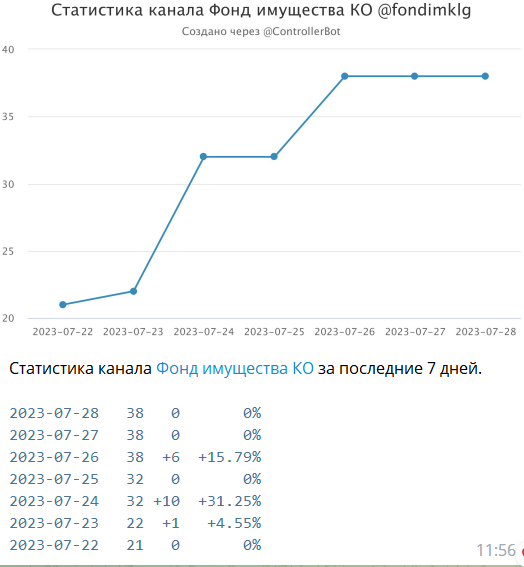 Статистика канала Фонд имущества КО @fondimklg
Создано через @ControllerBot
40
35
30
25
20
2023-07-22 2023-07-23 2023-07-24 2023-07-25 2023-07-26 2023-07-27 2023-07-28
Статистика канала Фонд имущества КО за последние 7 дней.
2023-07-28 38 0 0%
2023-07-27 38 0 0%
2023-07-26 38 +6 +15.79%
2023-07-25 32 0 0%
2023-07-24 32 +10 +31.25%
2023-07-23 22 +1 +4.55%
2023-07-22 21 0 0%
11:56